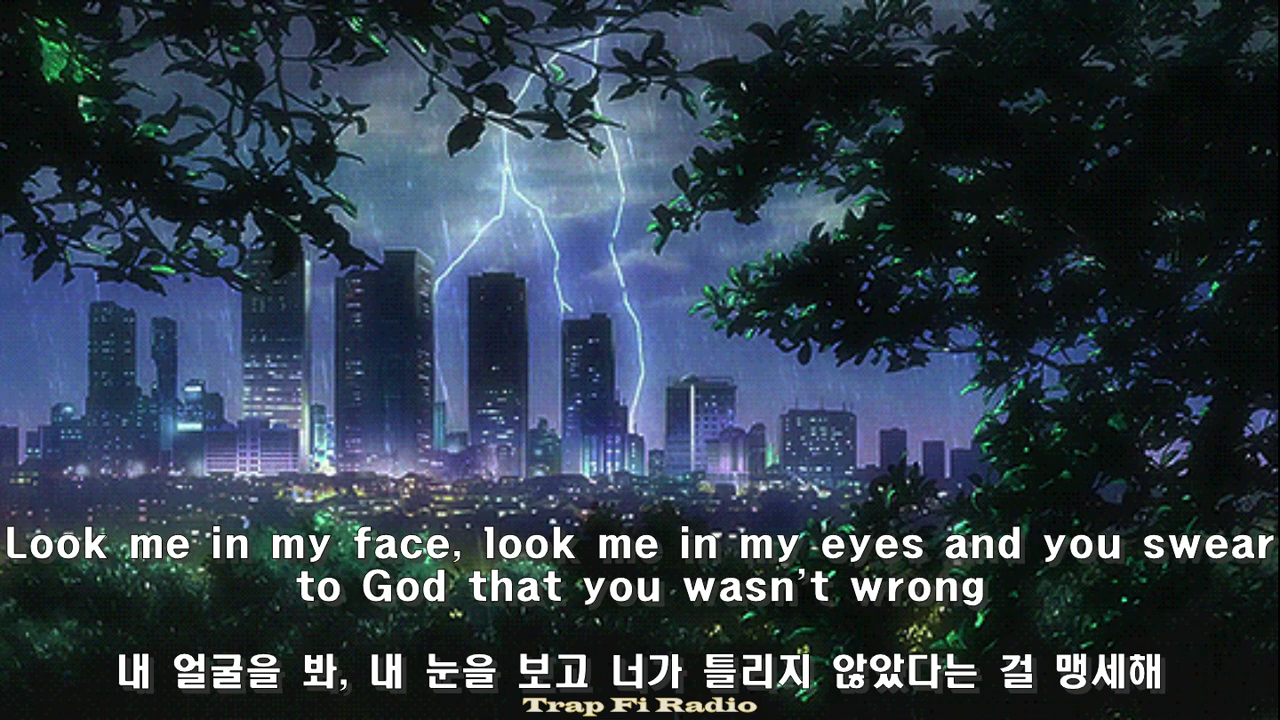 Look me in my face, look me in my eyes and you swear
to God that you wasn't wrong
내 얼굴을 봐, 내 눈을 보고 너가 틀리지 않았다는 걸 맹세해
Trap Fi Radio